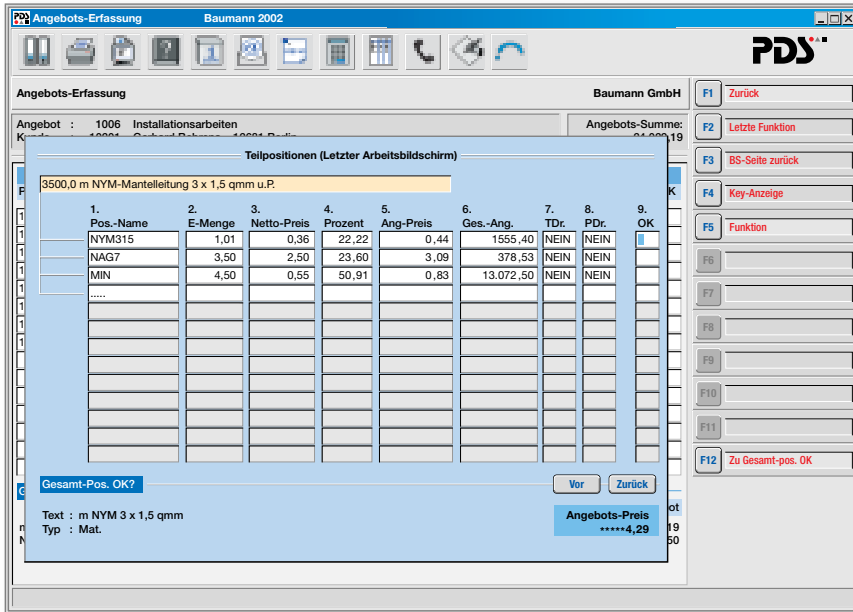 PDS Angebots-Erfassung Baumann 2002
PDS
Angebots-Erfassung Baumann GmbH
Angebot : 1006 Installationsarbeiten Angebots-Summe:
Teilpositionen (Letzter Arbeitsbildschirm)
3500,0 m NYM-Mantelleitung 3 x 1,5 qmm u.P.
1. 2. 3. 4. 5. 6. 7. 8. 9.
Pos.-Name E-Menge Netto-Preis Prozent Ang-Preis Ges.-Ang. TDr. PDr. OK
NYM315 1,01 0,36 22,22 0,44 1555,40 NEIN NEIN
NAG7 3,50 2,50 23,60 3,09 378,53 NEIN NEIN
MIN 4,50 0,55 50,91 0,83 13.072,50 NEIN NEIN
.....
Gesamt-Pos. OK? Vor Zurück
Text : m NYM 3 x 1,5 qmm
Typ : Mat.
Angebots-Preis
*****4,29
F1 Zurück
F2 Letzte Funktion
F3 BS-Seite zurück
F4 Key-Anzeige
F5 Funktion
F6
F7
F8
F9
F10
F11
F12 Zu Gesamt-pos. OK